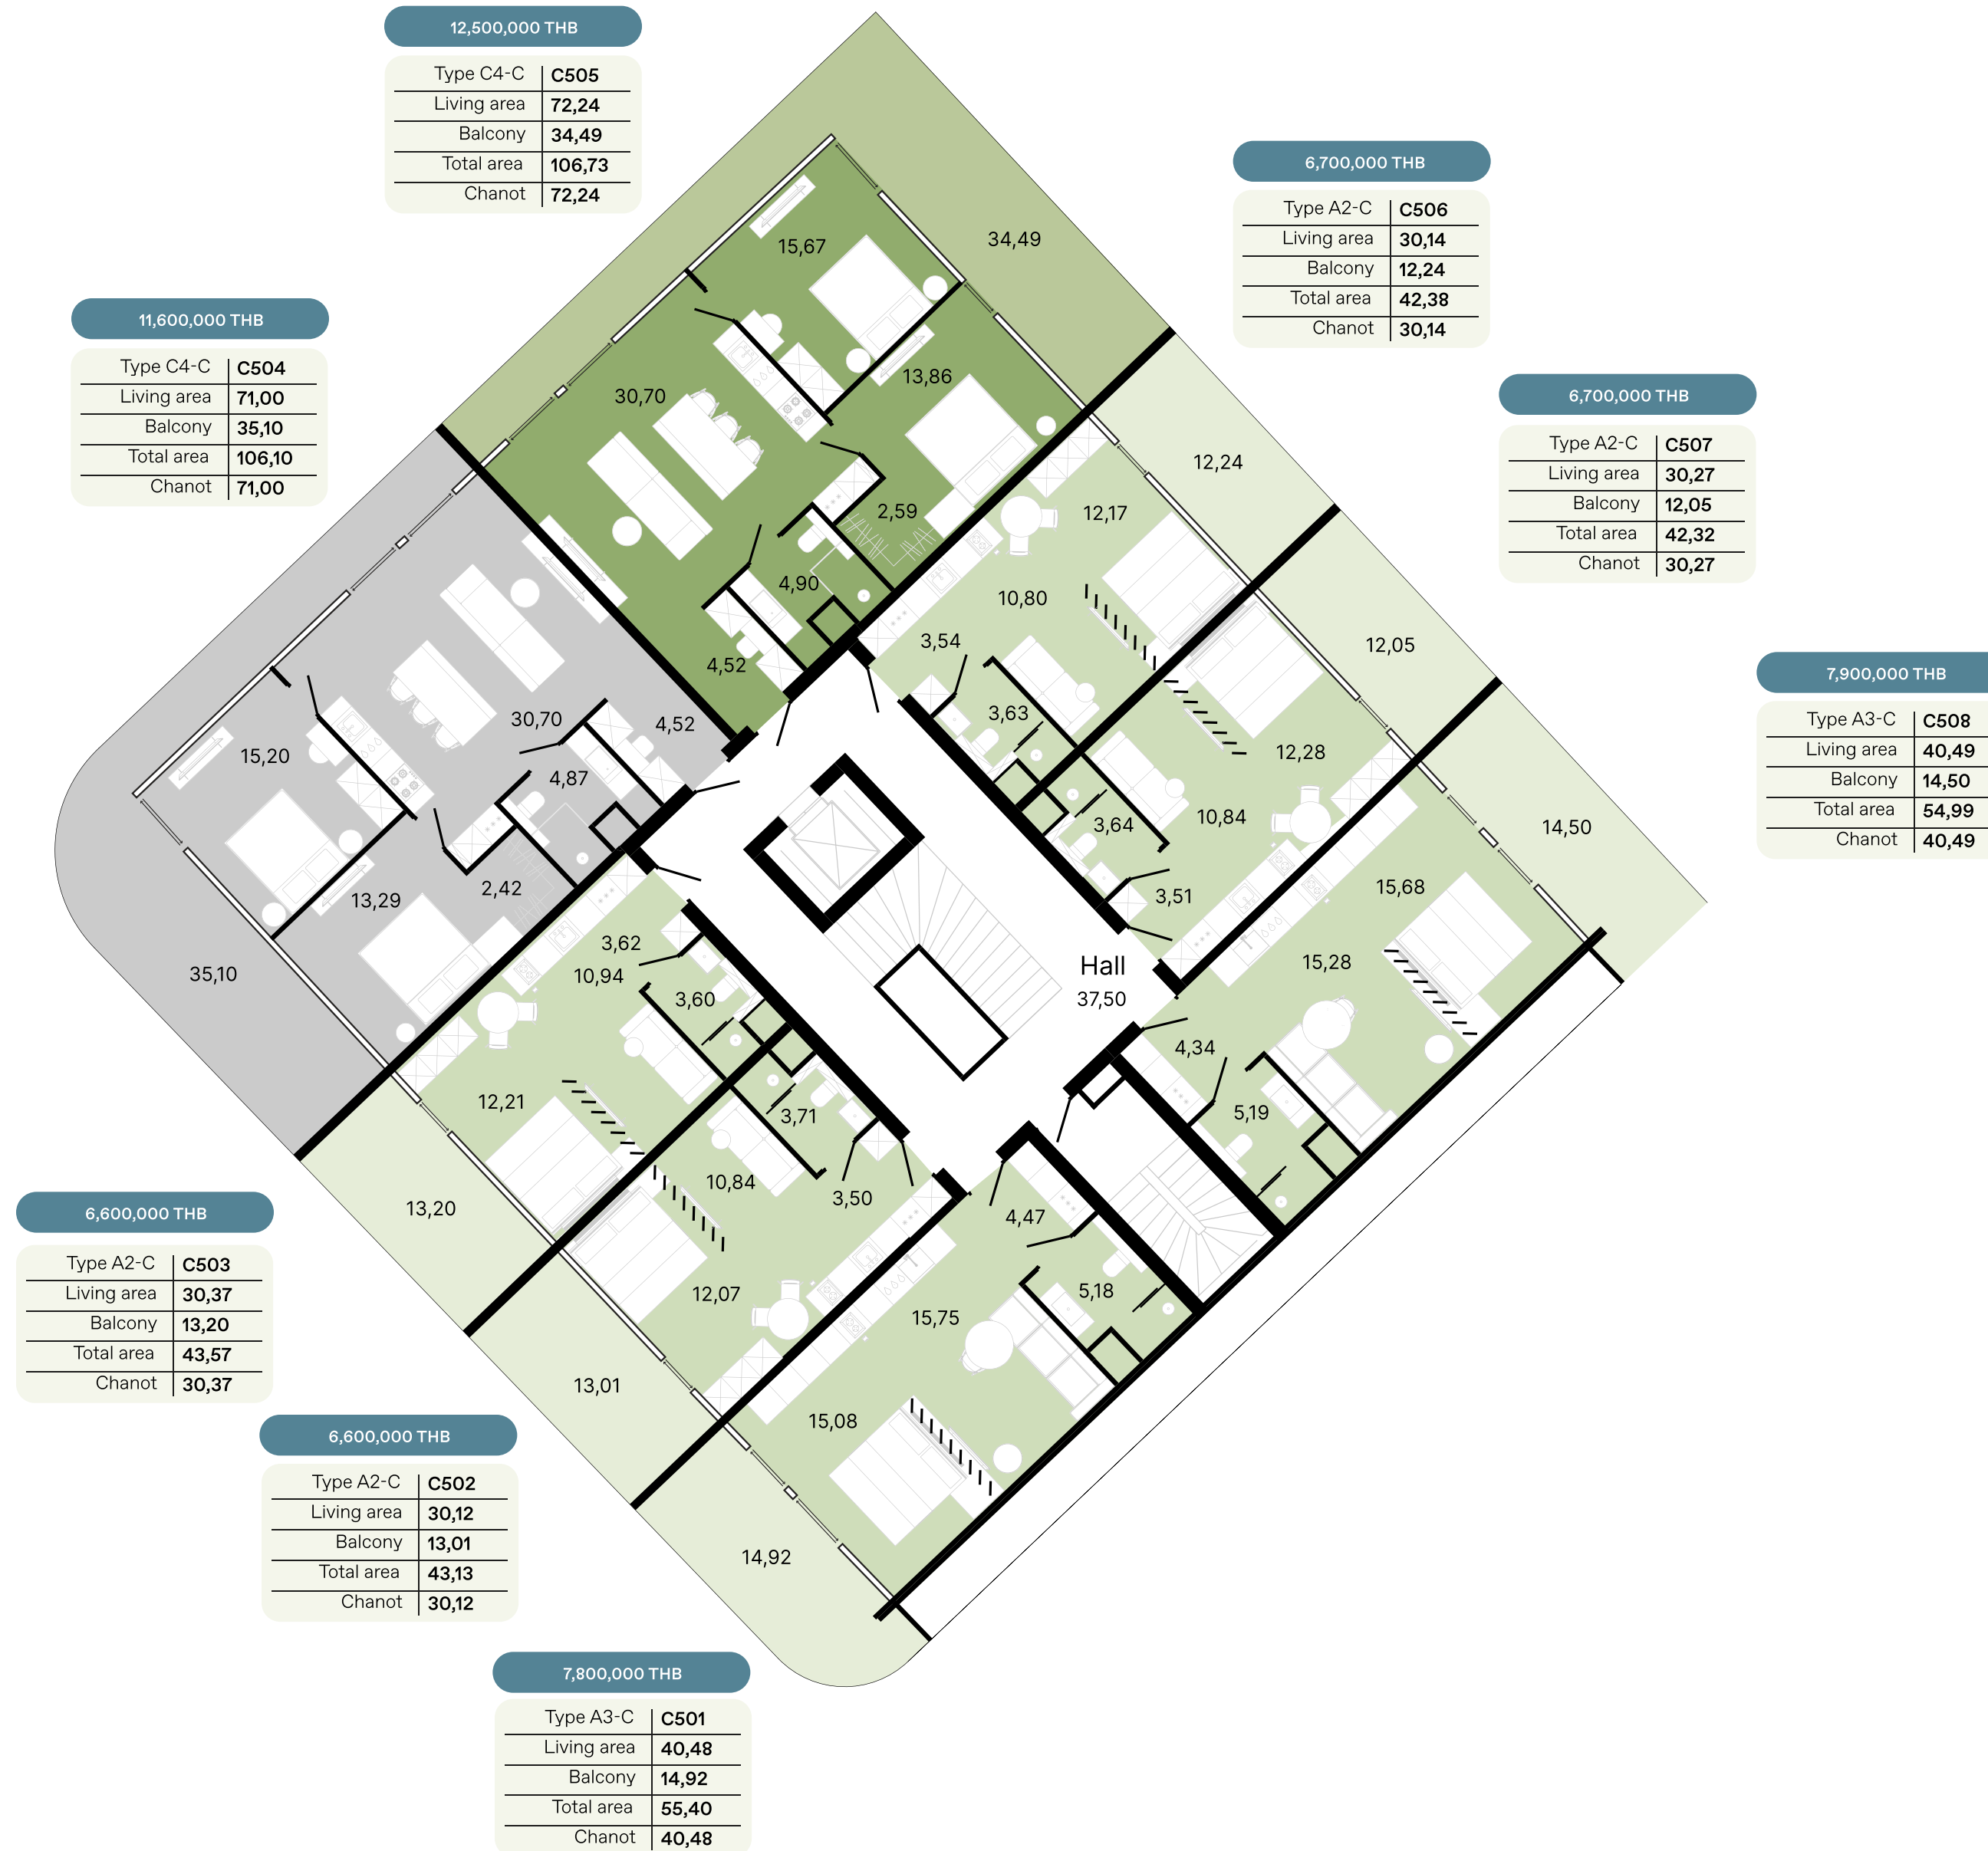 12,500,000 THB
Type C4-C C505
Living area 72,24
Balcony 34,49
Total area 106,73
Chanot 72,24
6,700,000 THB
Type A2-C C506
Living area 30,14
Balcony 12,24
Total area 42,38
Chanot 30,14
11,600,000 THB
Type C4-C C504
Living area 71,00
Balcony 35,10
Total area 106,10
Chanot 71,00
6,700,000 THB
Type A2-C C507
Living area 30,27
Balcony 12,05
Total area 42,32
Chanot 30,27
7,900,000 THB
Type A3-C C508
Living area 40,49
Balcony 14,50
Total area 54,99
Chanot 40,49
34,49
15,67
13,86
30,70
2,59
4,90
4,52
12,24
12,17
10,80
3,54
3,63
12,05
12,28
10,84
3,64
3,51
14,50
15,68
15,28
4,34
5,19
30,70
4,52
15,20
4,87
13,29
2,42
35,10
Hall
37,50
3,62
10,94
3,60
12,21
13,20
3,71
10,84
3,50
12,07
13,01
4,47
5,18
15,75
15,08
14,92
6,600,000 THB
Type A2-C C503
Living area 30,37
Balcony 13,20
Total area 43,57
Chanot 30,37
6,600,000 THB
Type A2-C C502
Living area 30,12
Balcony 13,01
Total area 43,13
Chanot 30,12
7,800,000 THB
Type A3-C C501
Living area 40,48
Balcony 14,92
Total area 55,40
Chanot 40,48